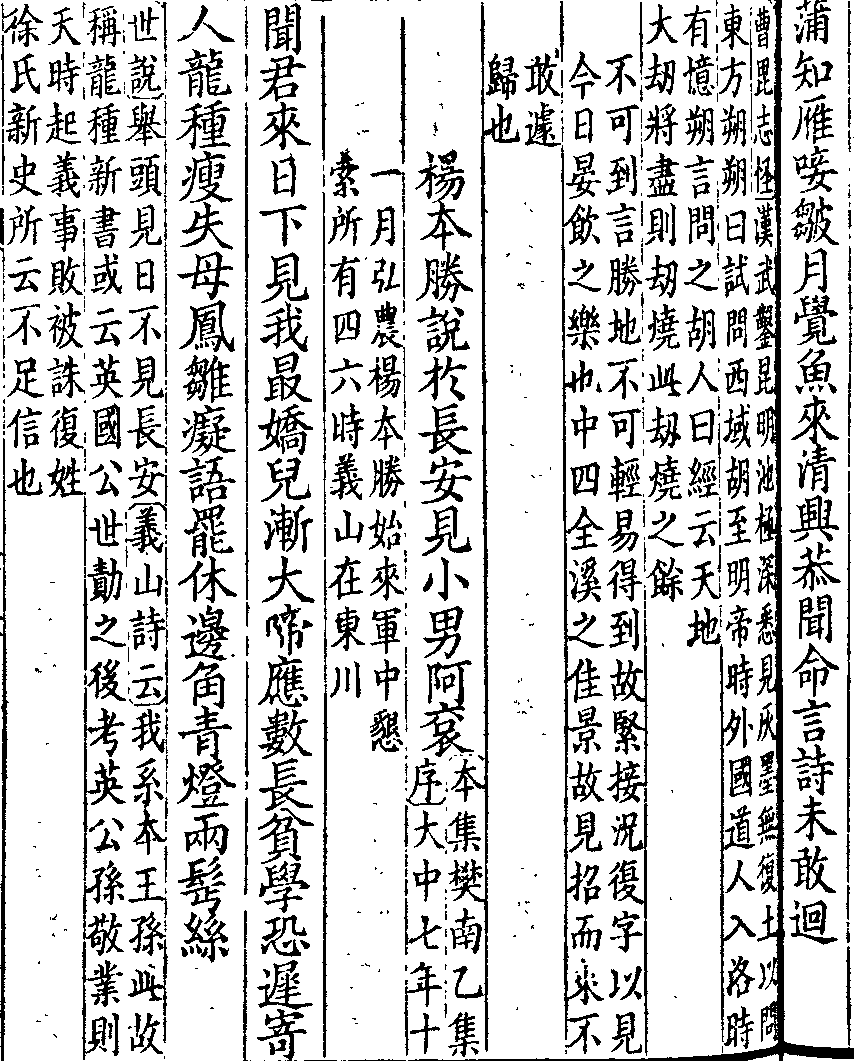 蒲知雁唼皺月覺魚來清興恭聞命言詩未敢迴
曹毘志怪漢武鑿昆明池極深悉見灰墨無復土以問
東方朔朔曰試問西域胡至明帝時外國道人入洛時
有憶朔言問之胡人曰經云天地
大劫將盡則劫燒此劫燒之餘
不可到言勝地不可輕易得到故緊接況復字以見
今日晏飲之樂也中四全溪之佳景故見招而來不
敢遽
歸也
楊本勝說於長安見小男阿衮
本集樊南乙集
序大中七年十
一月弘農楊本勝始來軍中懇
索所有四六時義山在東川
聞君來日下見我最嬌兒漸大啼應數長貧學恐遲寄
人龍種瘦失母鳳雛癡語罷休邊角青燈兩鬢絲
世說舉頭見日不見長安義山詩云我系本王孫此故
稱龍種新書或云英國公世勣之後考英公孫敬業則
天時起義事敗被誅復姓
徐氏新史所云不足信也